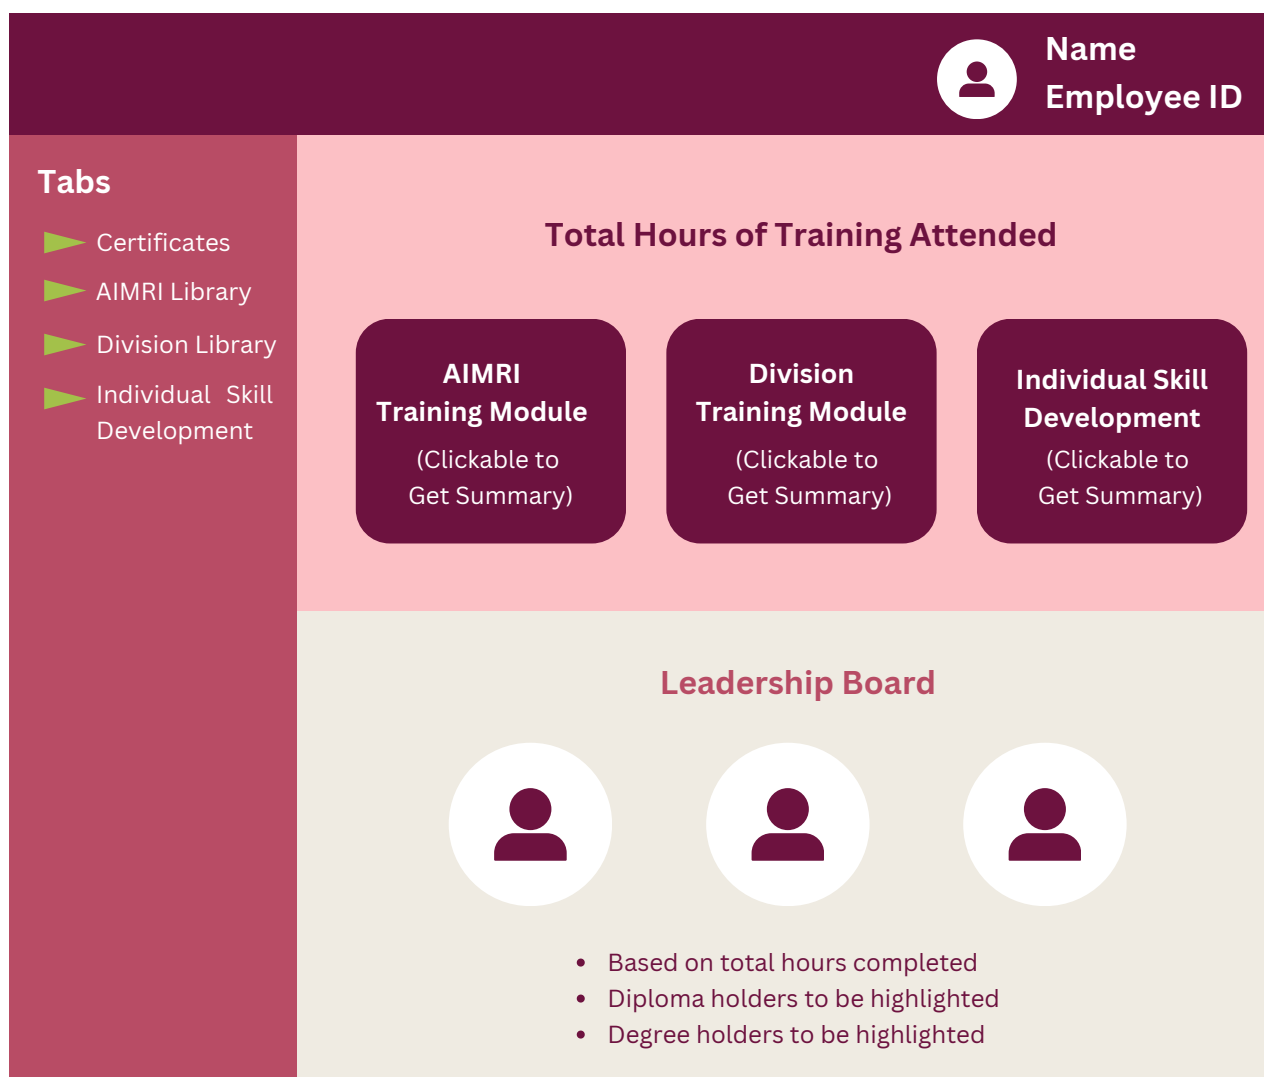 Name
Employee ID
Tabs
Certificates
AIMRI Library
Division Library
Individual Skill
Development
Total Hours of Training Attended
AIMRI
Training Module
(Clickable to
Get Summary)
Division
Training Module
(Clickable to
Get Summary)
Individual Skill
Development
(Clickable to
Get Summary)
Leadership Board
• Based on total hours completed
• Diploma holders to be highlighted
• Degree holders to be highlighted